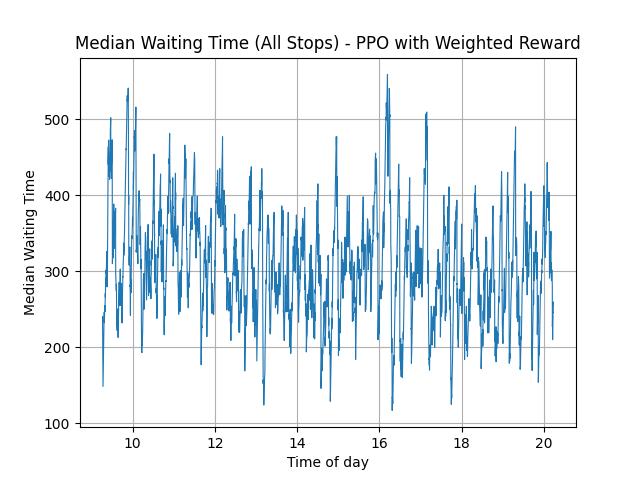 Median Waiting Time (All Stops) - PPO with Weighted Reward
500
400
300
200
100
Median Waiting Time
10 12 14 16 18 20
Time of day